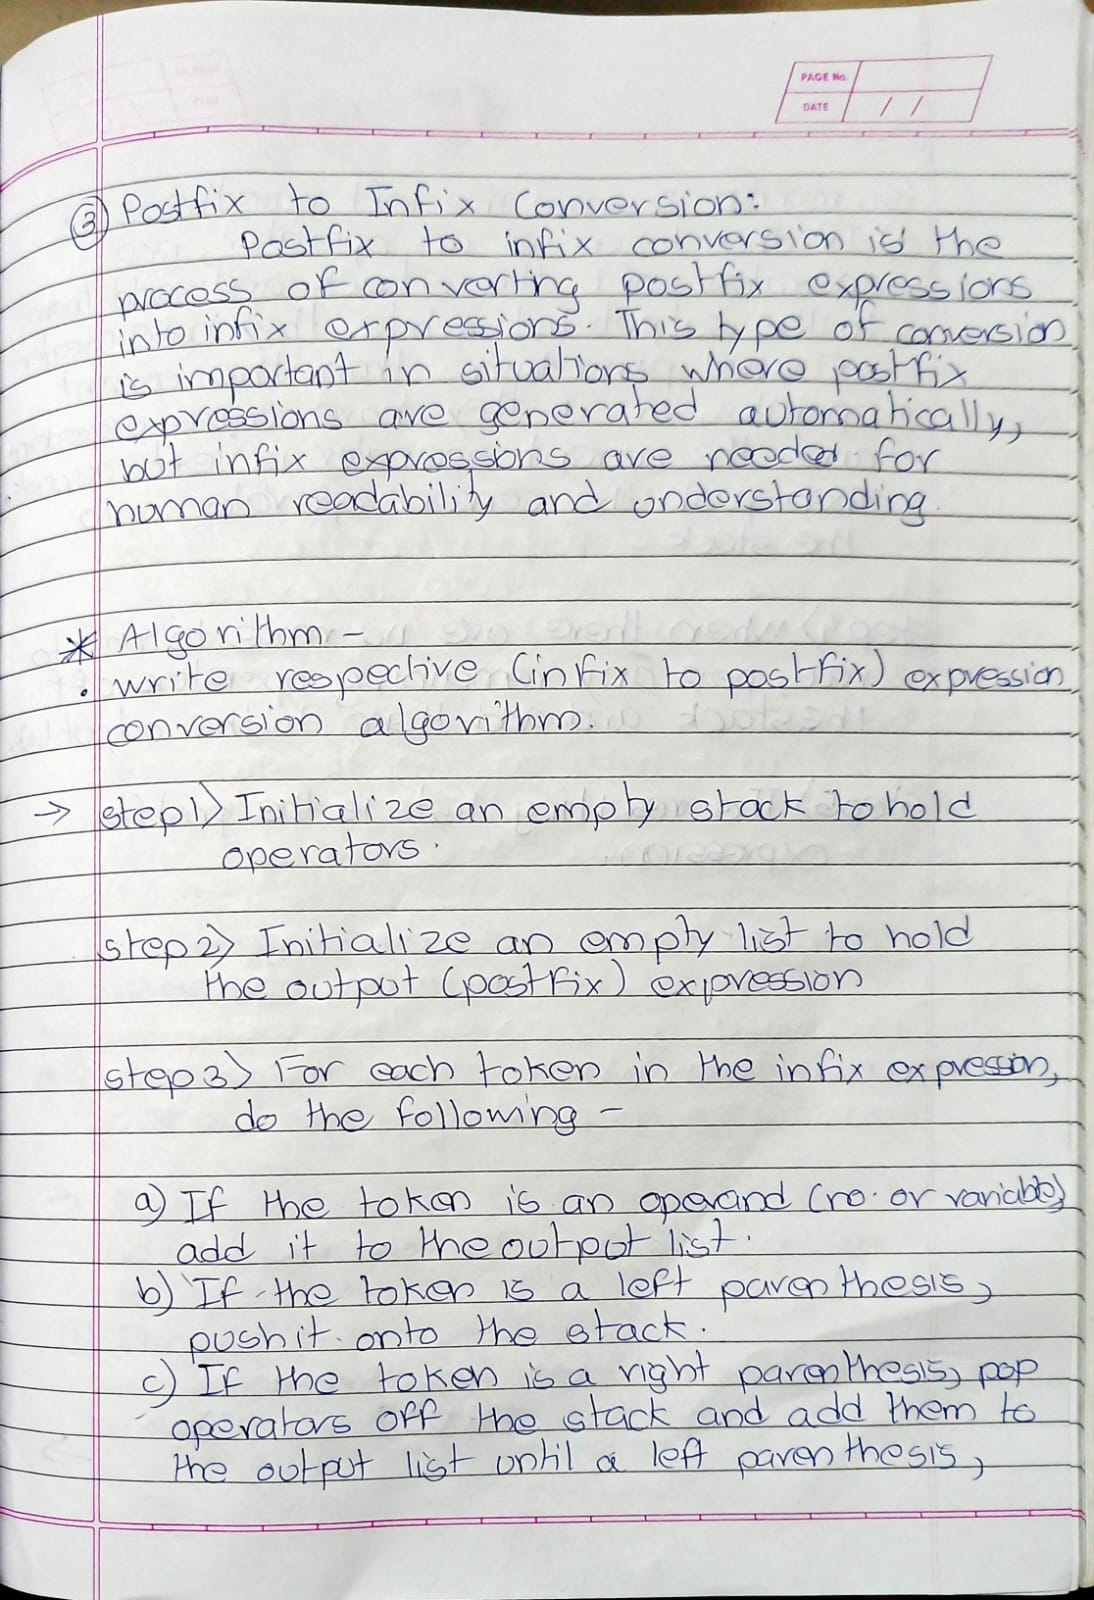 PAGE No.
DATE / /
③ Postfix to Infix Conversion:
Postfix to infix conversion is the
process of converting postfix expressions
into infix expressions. This type of conversion
is important in situations where postfix
expressions are generated automatically,
but infix expressions are needed for
human readability and understanding.
* Algorithm -
. write respective (infix to postfix) expression
conversion algorithm.
→ step1) Initialize an empty stack to hold
operators.
step2) Initialize an empty list to hold
the output (postfix) expression
step3) For each token in the infix expression,
do the following -
a) If the token is an operand (no. or variable)
add it to the output list.
b) If the token is a left parenthesis,
push it onto the stack.
c) If the token is a right parenthesis, pop
operators off the stack and add them to
the output list until a left parenthesis,